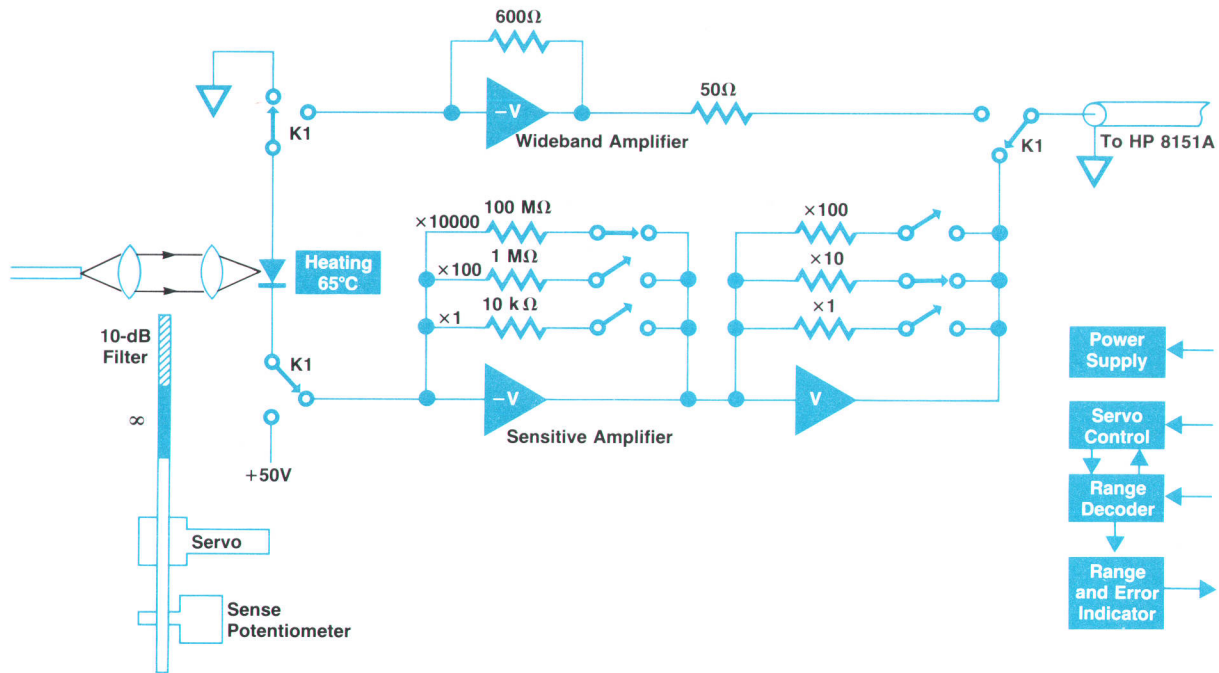 600Ω
50Ω
K1
−V
Wideband Amplifier
K1
To HP 8151A
×10000
100 MΩ
×100
Heating
65°C
×100
1 MΩ
×10
×1
10 kΩ
×1
10-dB
Filter
K1
Power
Supply
∞
−V
V
Sensitive Amplifier
Servo
Control
+50V
Range
Decoder
Servo
Range
and Error
Indicator
Sense
Potentiometer